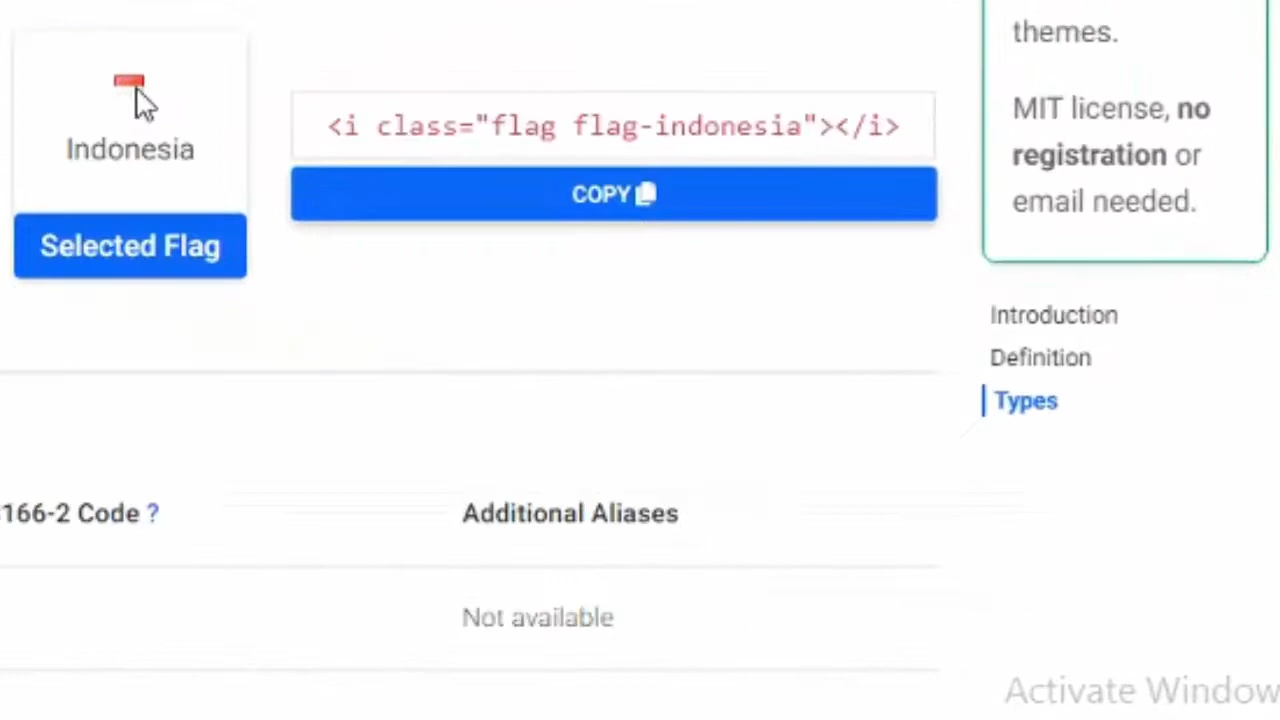 themes.
MIT license, no
registration or
email needed.
Indonesia
<i class="flag flag-indonesia"></i>
COPY
Selected Flag
Introduction
Definition
Types
166-2 Code ?
Additional Aliases
Not available
Activate Window